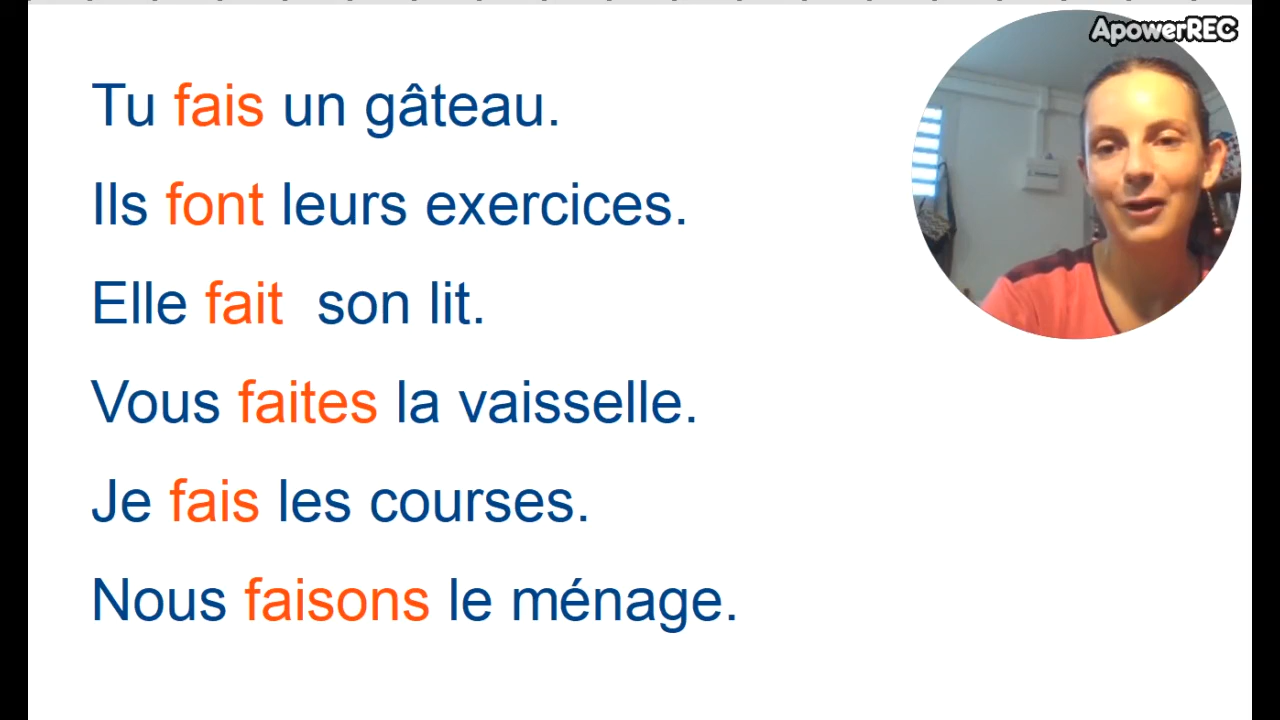 ApowerREC
Tu fais un gâteau.
Ils font leurs exercices.
Elle fait son lit.
Vous faites la vaisselle.
Je fais les courses.
Nous faisons le ménage.